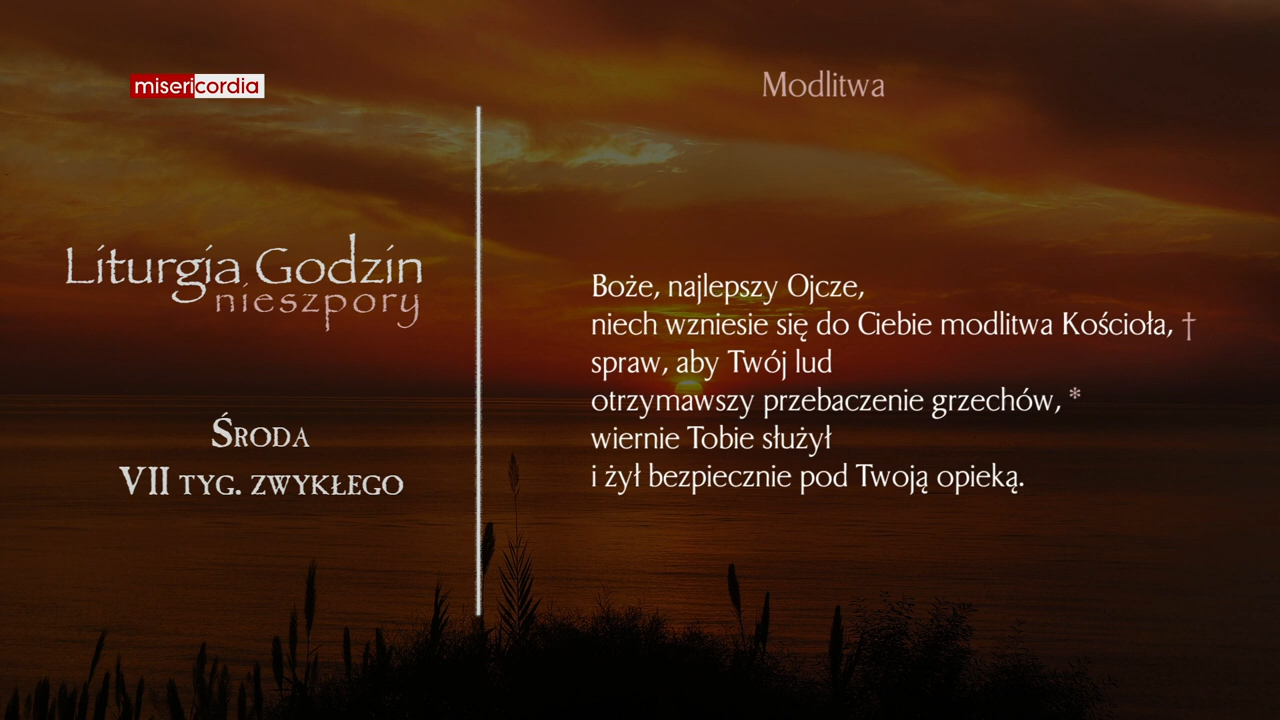 misericordia
Modlitwa
Liturgia Godzin
nieszpory
Środa
VII tyg. zwykłego
Boże, najlepszy Ojcze,
niech wzniesie się do Ciebie modlitwa Kościoła, †
spraw, aby Twój lud
otrzymawszy przebaczenie grzechów, *
wiernie Tobie służył
i żył bezpiecznie pod Twoją opieką.